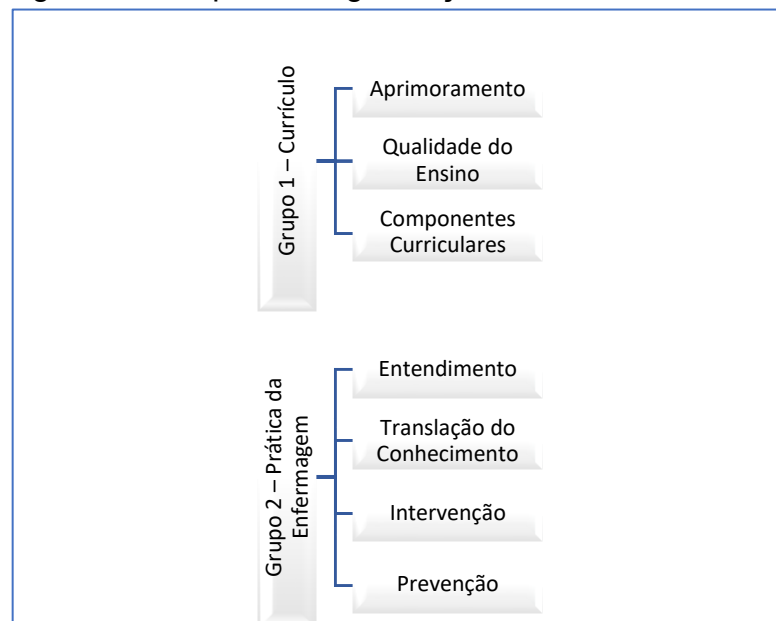 Grupo 1 – Currículo
Aprimoramento
Qualidade do
Ensino
Componentes
Curriculares
Grupo 2 – Prática da
Enfermagem
Entendimento
Translação do
Conhecimento
Intervenção
Prevenção